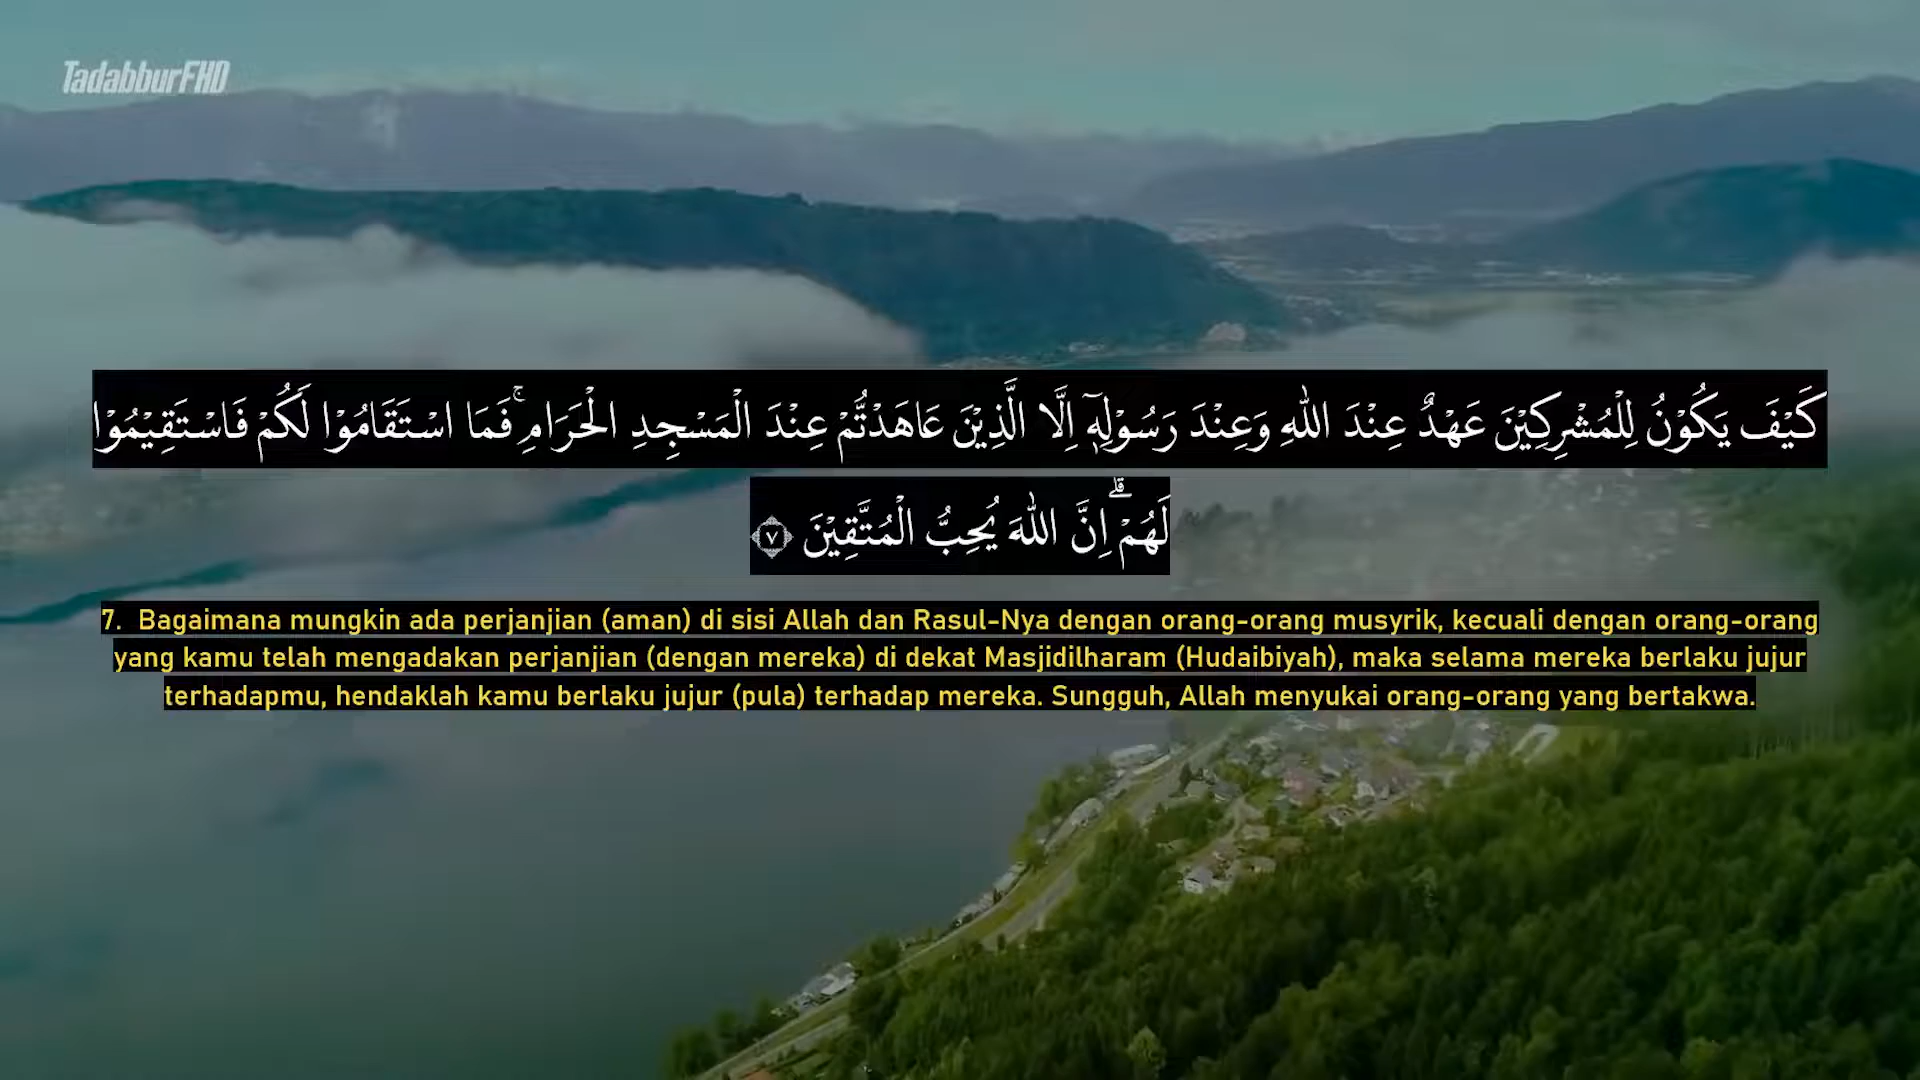 TadabburFHD
كَيْفَ يَكُوْنُ لِلْمُشْرِكِيْنَ عَهْدٌ عِنْدَ اللّٰهِ وَعِنْدَ رَسُوْلِهٖٓ اِلَّا الَّذِيْنَ عَاهَدْتُّمْ عِنْدَ الْمَسْجِدِ الْحَرَامِۚ فَمَا اسْتَقَامُوْا لَكُمْ فَاسْتَقِيْمُوْا
لَهُمْۗ اِنَّ اللّٰهَ يُحِبُّ الْمُتَّقِيْنَ ٧
7. Bagaimana mungkin ada perjanjian (aman) di sisi Allah dan Rasul-Nya dengan orang-orang musyrik, kecuali dengan orang-orang
yang kamu telah mengadakan perjanjian (dengan mereka) di dekat Masjidilharam (Hudaibiyah), maka selama mereka berlaku jujur
terhadapmu, hendaklah kamu berlaku jujur (pula) terhadap mereka. Sungguh, Allah menyukai orang-orang yang bertakwa.